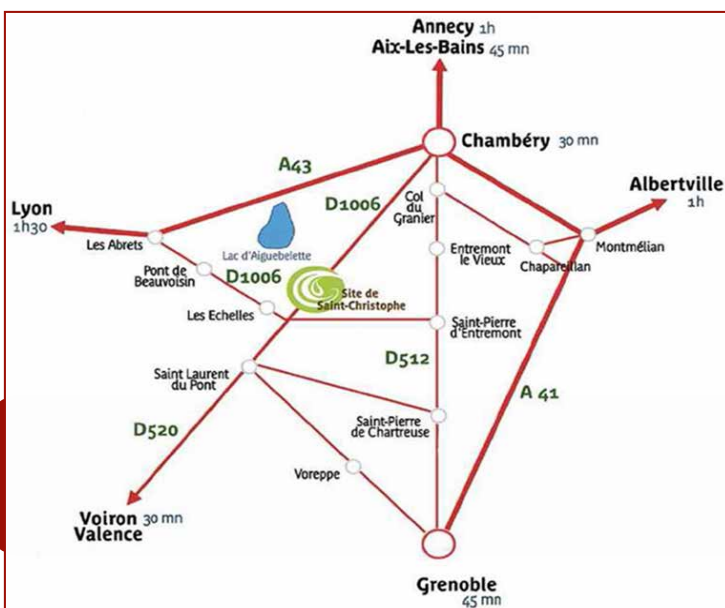 Annecy 1h
Aix-Les-Bains 45 mn
Chambéry 30 mn
A43
Albertville
1h
Lyon
1h30
D1006
Col
du
Granier
Les Abrets
Lac d'Aiguebelette
Entremont
le Vieux
Chapareillan
Montmélian
Pont de
Beauvoisin
D1006
Site de
Saint-Christophe
Les Echelles
Saint-Pierre
d'Entremont
D512
Saint Laurent
du Pont
A 41
D520
Saint-Pierre
de Chartreuse
Voreppe
Voiron 30 mn
Valence
Grenoble
45 mn